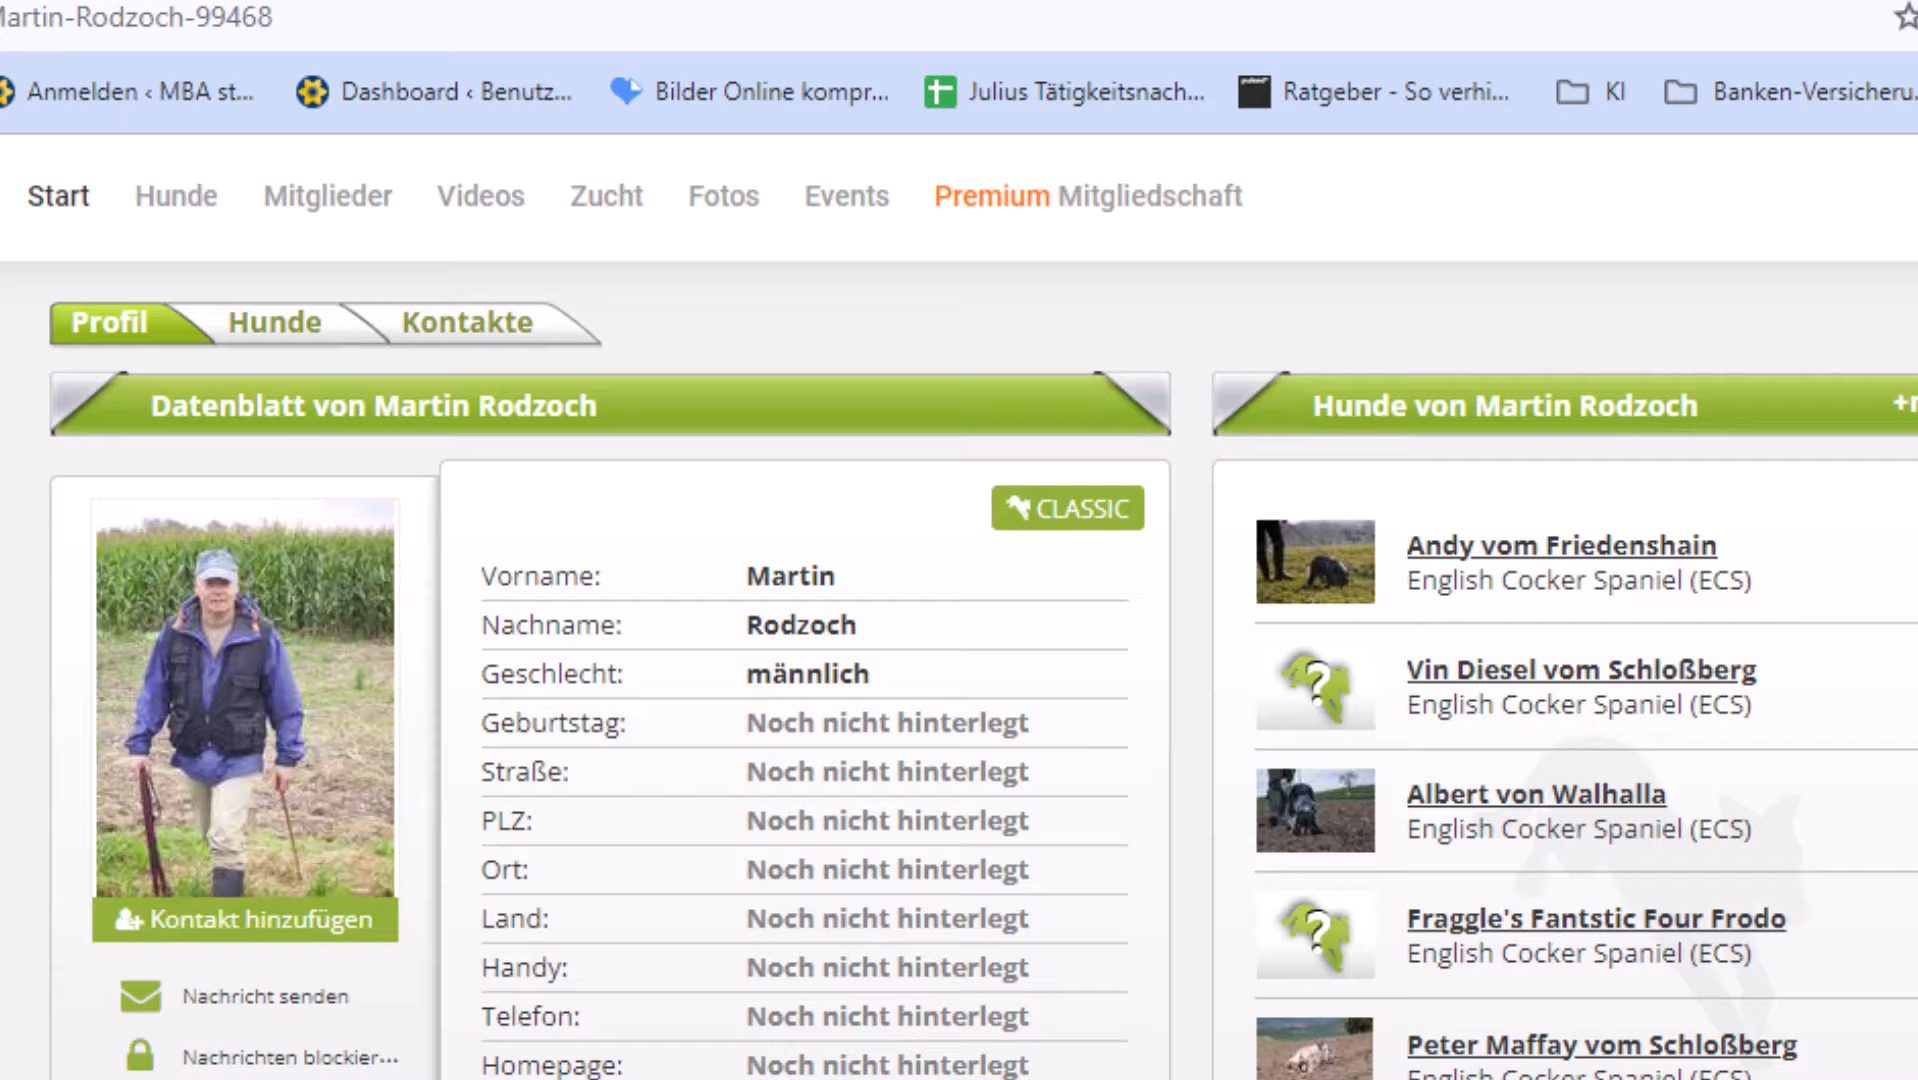 Martin-Rodzoch-99468
Anmelden ‹ MBA st...
Dashboard ‹ Benutz...
Bilder Online kompr...
Julius Tätigkeitsnach...
Ratgeber - So verhi...
KI
Banken-Versicheru...
Start
Hunde
Mitglieder
Videos
Zucht
Fotos
Events
Premium Mitgliedschaft
Profil
Hunde
Kontakte
Datenblatt von Martin Rodzoch
CLASSIC
Vorname: Martin
Nachname: Rodzoch
Geschlecht: männlich
Geburtstag: Noch nicht hinterlegt
Straße: Noch nicht hinterlegt
PLZ: Noch nicht hinterlegt
Ort: Noch nicht hinterlegt
Land: Noch nicht hinterlegt
Handy: Noch nicht hinterlegt
Telefon: Noch nicht hinterlegt
Homepage: Noch nicht hinterlegt
Kontakt hinzufügen
Nachricht senden
Nachrichten blockier...
Hunde von Martin Rodzoch
Andy vom Friedenshain
English Cocker Spaniel (ECS)
Vin Diesel vom Schloßberg
English Cocker Spaniel (ECS)
Albert von Walhalla
English Cocker Spaniel (ECS)
Fraggle's Fantstic Four Frodo
English Cocker Spaniel (ECS)
Peter Maffay vom Schloßberg
English Cocker Spaniel (ECS)